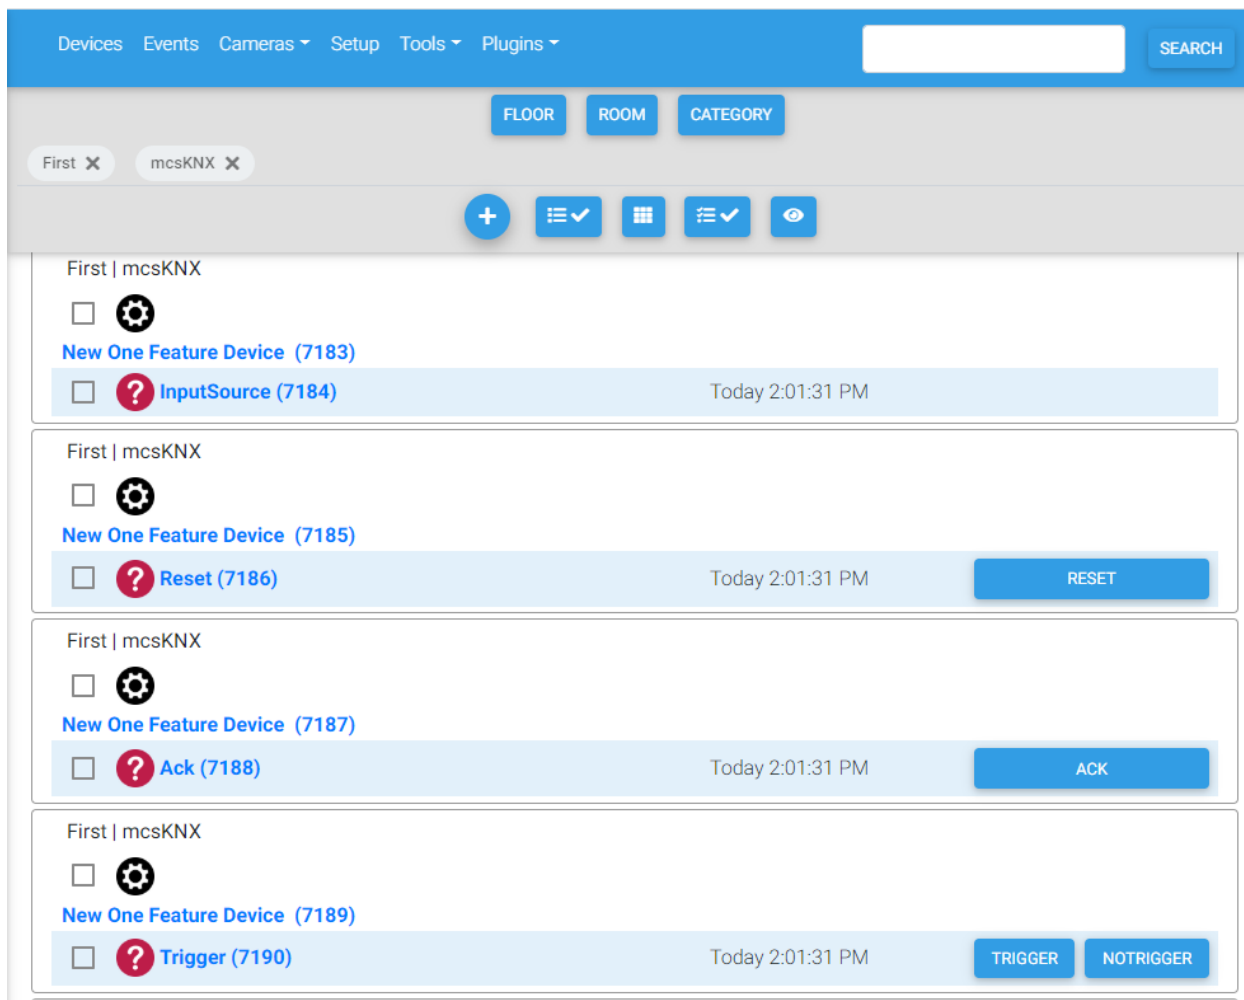 Devices Events Cameras Setup Tools Plugins SEARCH
FLOOR ROOM CATEGORY
First mcsKNX
First | mcsKNX
New One Feature Device (7183)
InputSource (7184) Today 2:01:31 PM
First | mcsKNX
New One Feature Device (7185)
Reset (7186) Today 2:01:31 PM RESET
First | mcsKNX
New One Feature Device (7187)
Ack (7188) Today 2:01:31 PM ACK
First | mcsKNX
New One Feature Device (7189)
Trigger (7190) Today 2:01:31 PM TRIGGER NOTRIGGER